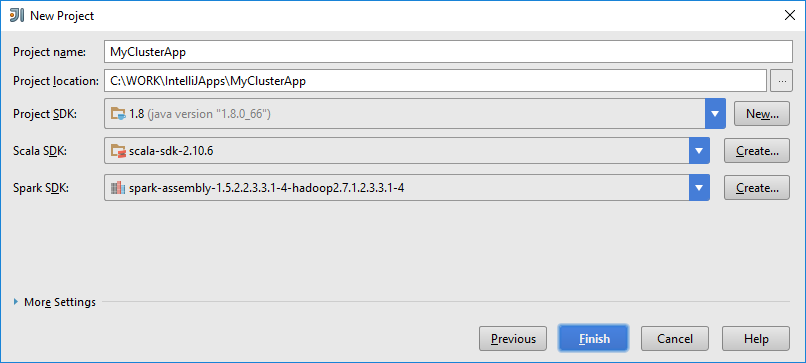 New Project
Project name: MyClusterApp
Project location: C:\WORK\IntelliJApps\MyClusterApp ...
Project SDK: 1.8 (java version "1.8.0_66") New...
Scala SDK: scala-sdk-2.10.6 Create...
Spark SDK: spark-assembly-1.5.2.2.3.3.1-4-hadoop2.7.1.2.3.3.1-4 Create...
More Settings
Previous Finish Cancel Help